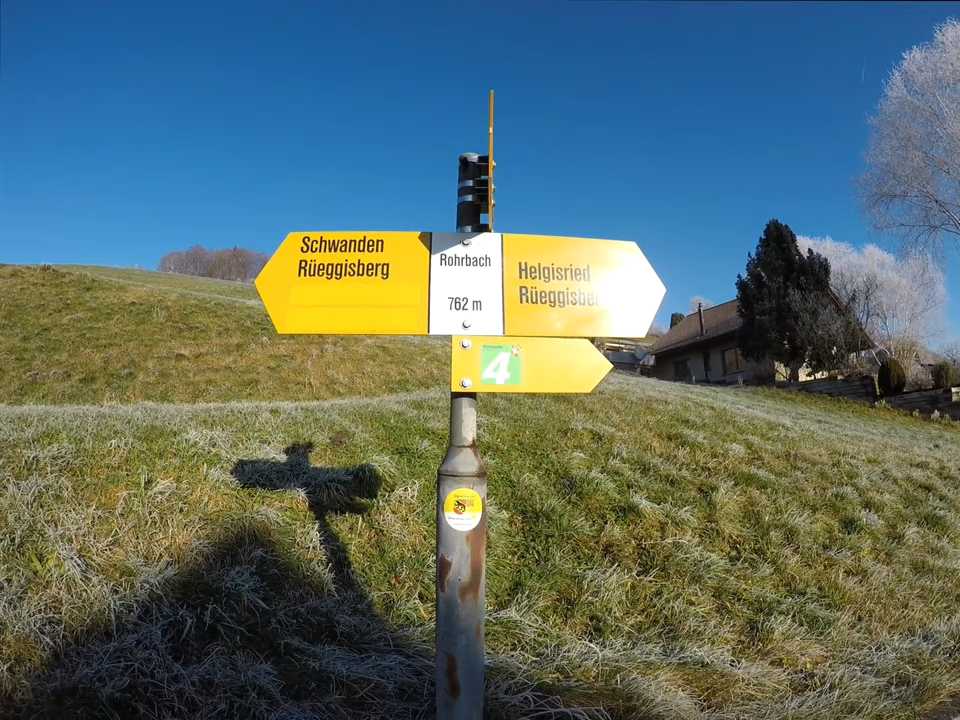 Schwanden
Rüeggisberg
Rohrbach
762 m
Helgisried
Rüeggisberg
4